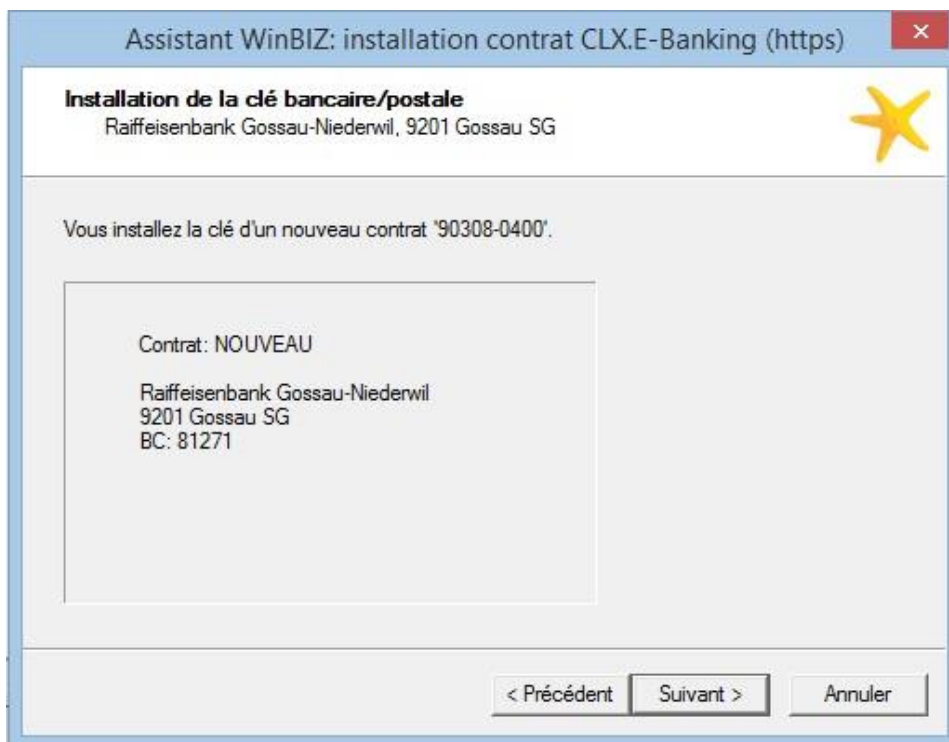 Assistant WinBIZ: installation contrat CLX.E-Banking (https)
Installation de la clé bancaire/postale
Raiffeisenbank Gossau-Niederwil, 9201 Gossau SG
Vous installez la clé d'un nouveau contrat '90308-0400'.
Contrat: NOUVEAU
Raiffeisenbank Gossau-Niederwil
9201 Gossau SG
BC: 81271
< Précédent Suivant > Annuler